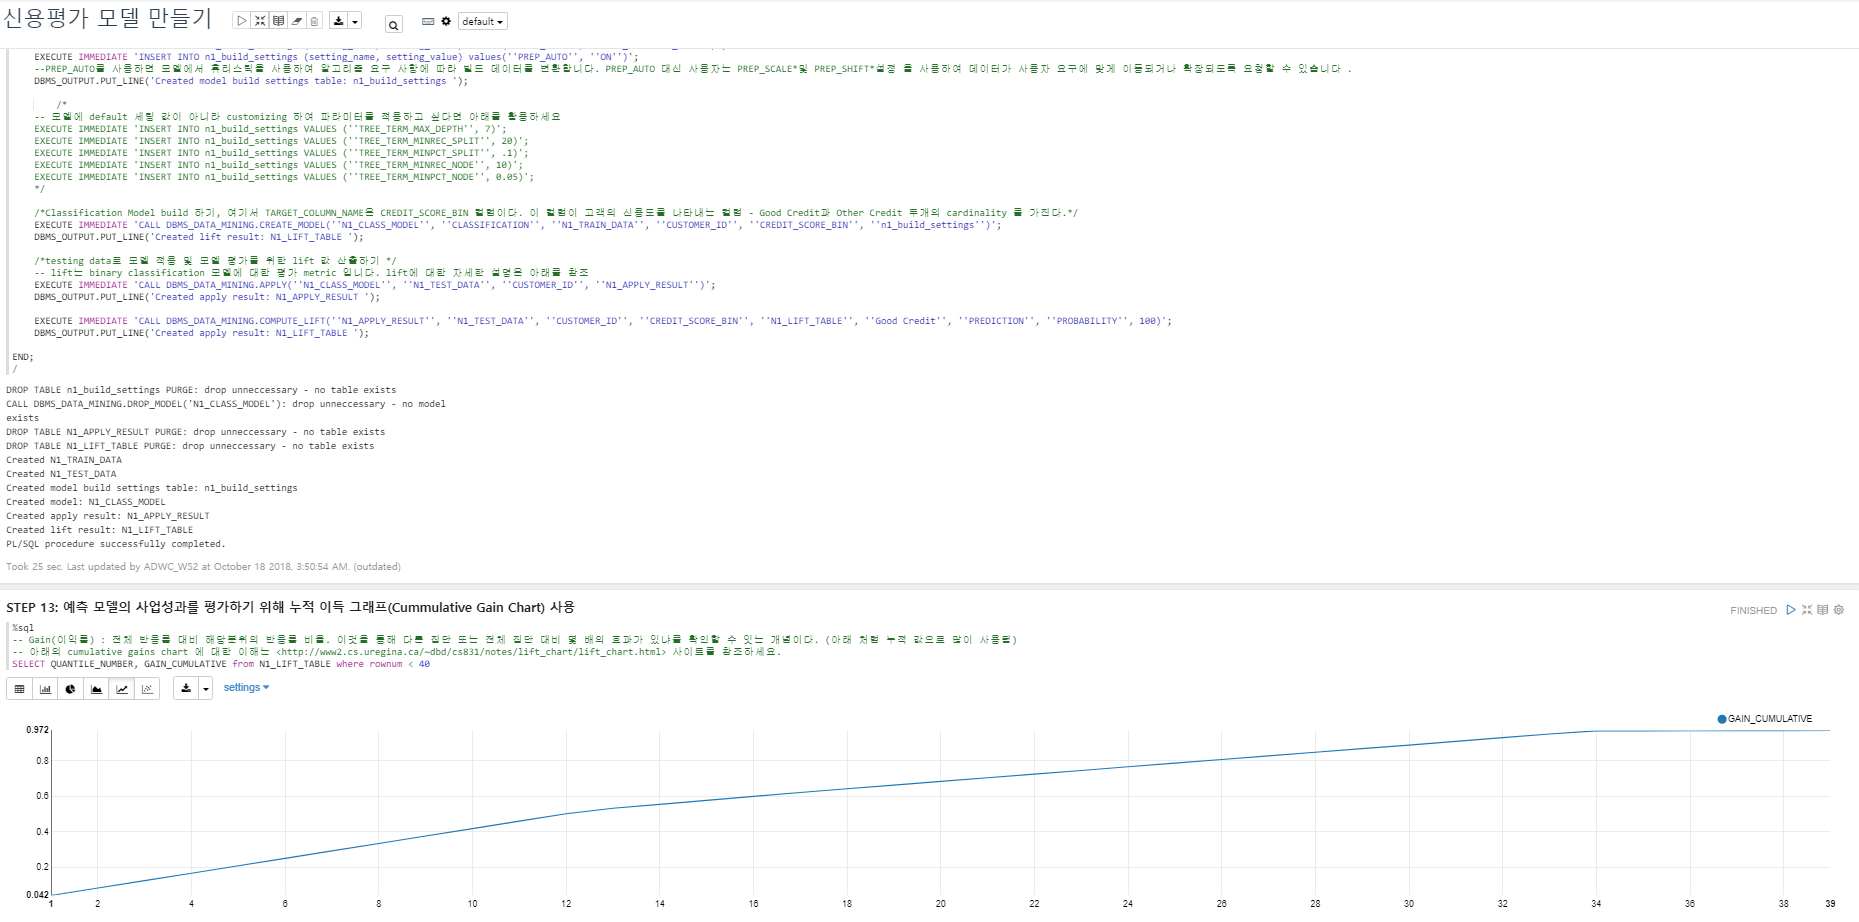 신용평가 모델 만들기
default
EXECUTE IMMEDIATE 'INSERT INTO n1_build_settings (setting_name, setting_value) values(''PREP_AUTO'', ''ON'')';
--PREP_AUTO를 사용하면 모델에서 휴리스틱을 사용하여 알고리즘 요구 사항에 따라 빌드 데이터를 변환합니다. PREP_AUTO 대신 사용자는 PREP_SCALE*및 PREP_SHIFT*설정 을 사용하여 데이터가 사용자 요구에 맞게 이동되거나 확장되도록 요청할 수 있습니다 .
DBMS_OUTPUT.PUT_LINE('Created model build settings table: n1_build_settings ');
/*
-- 모델에 default 세팅 값이 아니라 customizing 하여 파라미터를 적용하고 싶다면 아래를 활용하세요
EXECUTE IMMEDIATE 'INSERT INTO n1_build_settings VALUES (''TREE_TERM_MAX_DEPTH'', 7)';
EXECUTE IMMEDIATE 'INSERT INTO n1_build_settings VALUES (''TREE_TERM_MINREC_SPLIT'', 20)';
EXECUTE IMMEDIATE 'INSERT INTO n1_build_settings VALUES (''TREE_TERM_MINPCT_SPLIT'', .1)';
EXECUTE IMMEDIATE 'INSERT INTO n1_build_settings VALUES (''TREE_TERM_MINREC_NODE'', 10)';
EXECUTE IMMEDIATE 'INSERT INTO n1_build_settings VALUES (''TREE_TERM_MINPCT_NODE'', 0.05)';
*/
/*Classification Model build 하기, 여기서 TARGET_COLUMN_NAME은 CREDIT_SCORE_BIN 컬럼이다. 이 컬럼이 고객의 신용도를 나타내는 컬럼 - Good Credit과 Other Credit 두개의 cardinality 를 가진다.*/
EXECUTE IMMEDIATE 'CALL DBMS_DATA_MINING.CREATE_MODEL(''N1_CLASS_MODEL'', ''CLASSIFICATION'', ''N1_TRAIN_DATA'', ''CUSTOMER_ID'', ''CREDIT_SCORE_BIN'', ''n1_build_settings'')';
DBMS_OUTPUT.PUT_LINE('Created lift result: N1_LIFT_TABLE ');
/*testing data로 모델 적용 및 모델 평가를 위한 lift 값 산출하기 */
-- lift는 binary classification 모델에 대한 평가 metric 입니다. lift에 대한 자세한 설명은 아래를 참조
EXECUTE IMMEDIATE 'CALL DBMS_DATA_MINING.APPLY(''N1_CLASS_MODEL'', ''N1_TEST_DATA'', ''CUSTOMER_ID'', ''N1_APPLY_RESULT'')';
DBMS_OUTPUT.PUT_LINE('Created apply result: N1_APPLY_RESULT ');
EXECUTE IMMEDIATE 'CALL DBMS_DATA_MINING.COMPUTE_LIFT(''N1_APPLY_RESULT'', ''N1_TEST_DATA'', ''CUSTOMER_ID'', ''CREDIT_SCORE_BIN'', ''N1_LIFT_TABLE'', ''Good Credit'', ''PREDICTION'', ''PROBABILITY'', 100)';
DBMS_OUTPUT.PUT_LINE('Created apply result: N1_LIFT_TABLE ');
END;
/
DROP TABLE n1_build_settings PURGE: drop unneccessary - no table exists
CALL DBMS_DATA_MINING.DROP_MODEL('N1_CLASS_MODEL'): drop unneccessary - no model
exists
DROP TABLE N1_APPLY_RESULT PURGE: drop unneccessary - no table exists
DROP TABLE N1_LIFT_TABLE PURGE: drop unneccessary - no table exists
Created N1_TRAIN_DATA
Created N1_TEST_DATA
Created model build settings table: n1_build_settings
Created model: N1_CLASS_MODEL
Created apply result: N1_APPLY_RESULT
Created lift result: N1_LIFT_TABLE
PL/SQL procedure successfully completed.
Took 25 sec. Last updated by ADWC_WS2 at October 18 2018, 3:50:54 AM. (outdated)
STEP 13: 예측 모델의 사업성과를 평가하기 위해 누적 이득 그래프(Cummulative Gain Chart) 사용
FINISHED
%sql
-- Gain(이익률) : 전체 반응률 대비 해당분위의 반응률 비율. 이것을 통해 다른 집단 또는 전체 집단 대비 몇 배의 효과가 있냐를 확인할 수 있는 개념이다. (아래 처럼 누적 값으로 많이 사용됨)
-- 아래의 cumulative gains chart 에 대한 이해는 <http://www2.cs.uregina.ca/~dbd/cs831/notes/lift_chart/lift_chart.html> 사이트를 참조하세요.
SELECT QUANTILE_NUMBER, GAIN_CUMULATIVE from N1_LIFT_TABLE where rownum < 40
settings
GAIN_CUMULATIVE
0.972
0.8
0.6
0.4
0.2
0.042
1 2 4 6 8 10 12 14 16 18 20 22 24 26 28 30 32 34 36 38 39